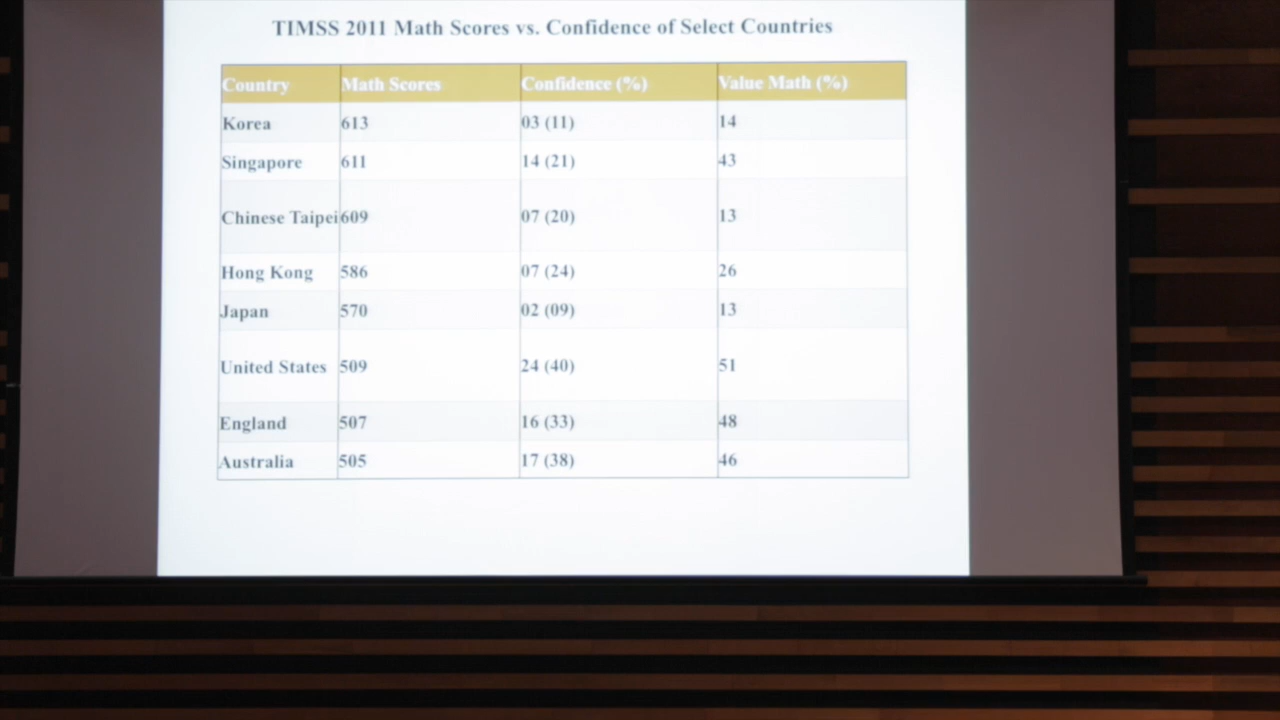 TIMSS 2011 Math Scores vs. Confidence of Select Countries
Country Math Scores Confidence (%) Value Math (%)
Korea 613 03 (11) 14
Singapore 611 14 (21) 43
Chinese Taipei 609 07 (20) 13
Hong Kong 586 07 (24) 26
Japan 570 02 (09) 13
United States 509 24 (40) 51
England 507 16 (33) 48
Australia 505 17 (38) 46